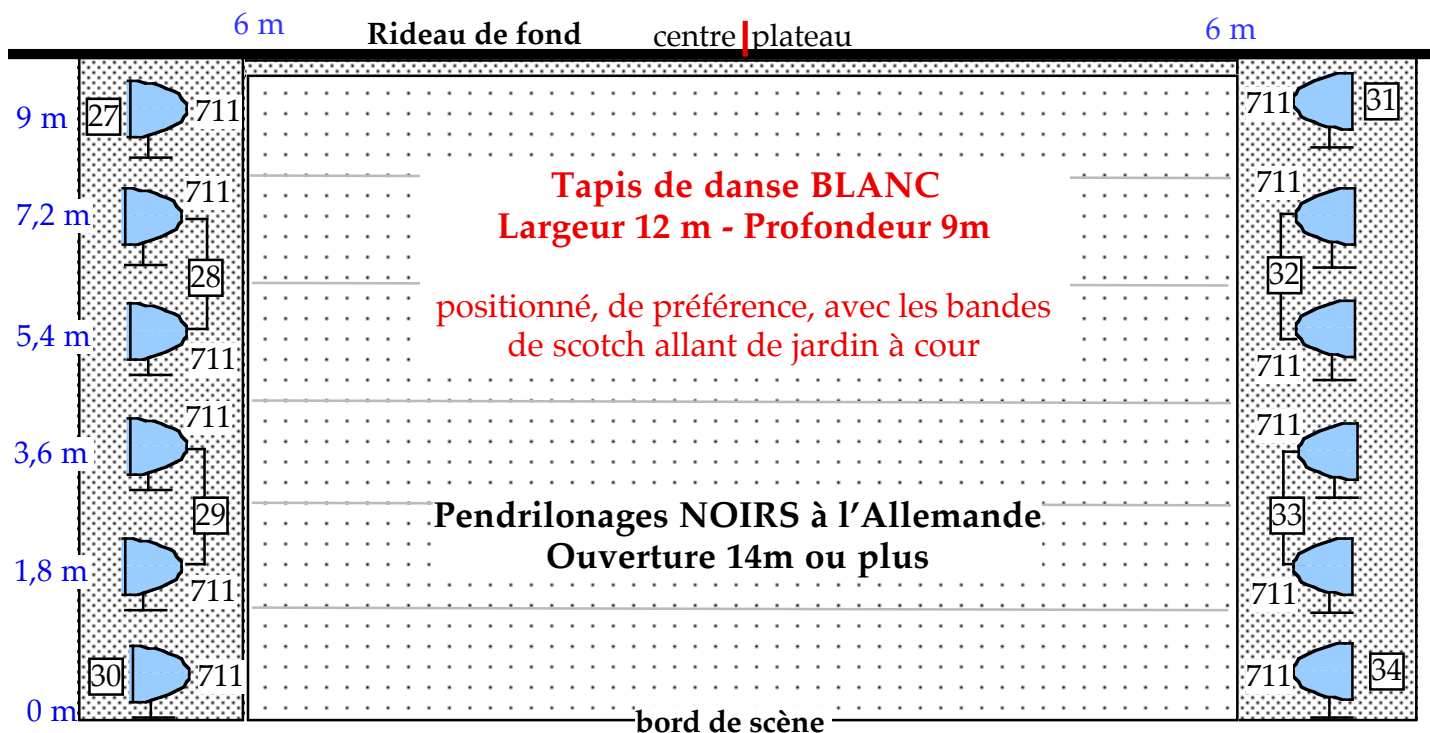 6 m
Rideau de fond
centre plateau
6 m
9 m 27 711
711 31
7,2 m 711
711
28
32
5,4 m 711
711
Tapis de danse BLANC
Largeur 12 m - Profondeur 9m
positionné, de préférence, avec les bandes
de scotch allant de jardin à cour
3,6 m 711
711
29
33
1,8 m 711
711
Pendrilonages NOIRS à l'Allemande
Ouverture 14m ou plus
30 711
711 34
0 m
bord de scène